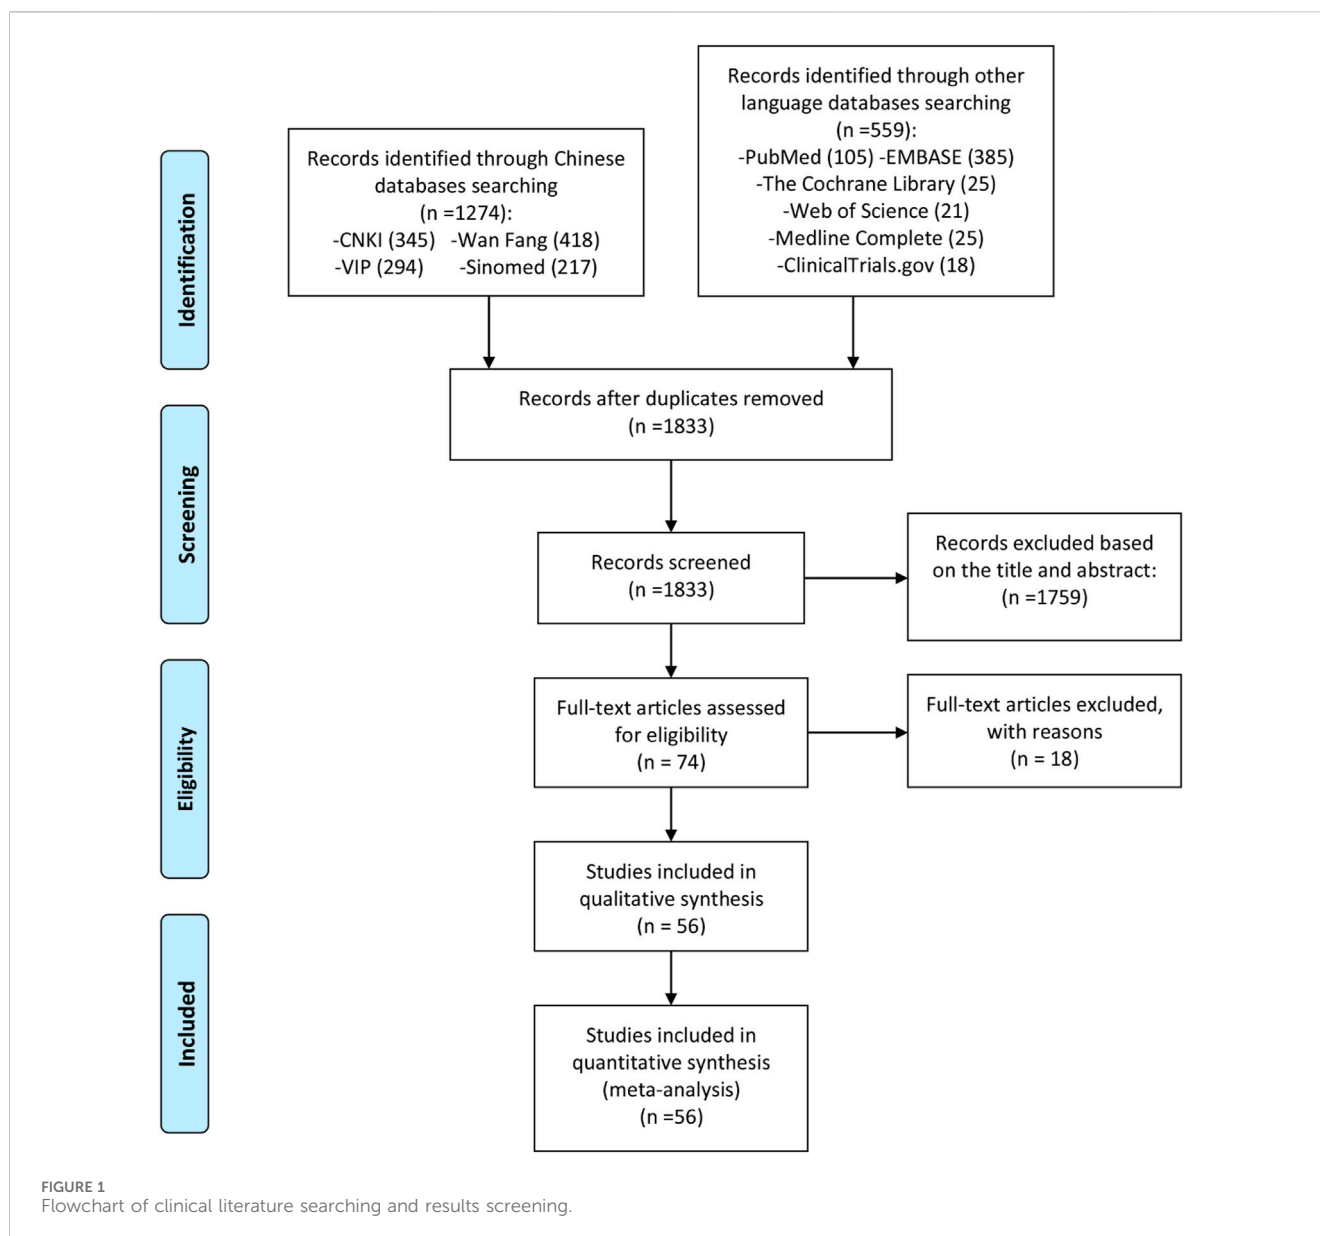 Identification
Records identified through Chinese
databases searching
(n =1274):
-CNKI (345) -Wan Fang (418)
-VIP (294) -Sinomed (217)
Records identified through other
language databases searching
(n =559):
-PubMed (105) -EMBASE (385)
-The Cochrane Library (25)
-Web of Science (21)
-Medline Complete (25)
-ClinicalTrials.gov (18)
Records after duplicates removed
(n =1833)
Screening
Records screened
(n =1833)
Records excluded based
on the title and abstract:
(n =1759)
Eligibility
Full-text articles assessed
for eligibility
(n = 74)
Full-text articles excluded,
with reasons
(n = 18)
Studies included in
qualitative synthesis
(n = 56)
Included
Studies included in
quantitative synthesis
(meta-analysis)
(n =56)
FIGURE 1
Flowchart of clinical literature searching and results screening.